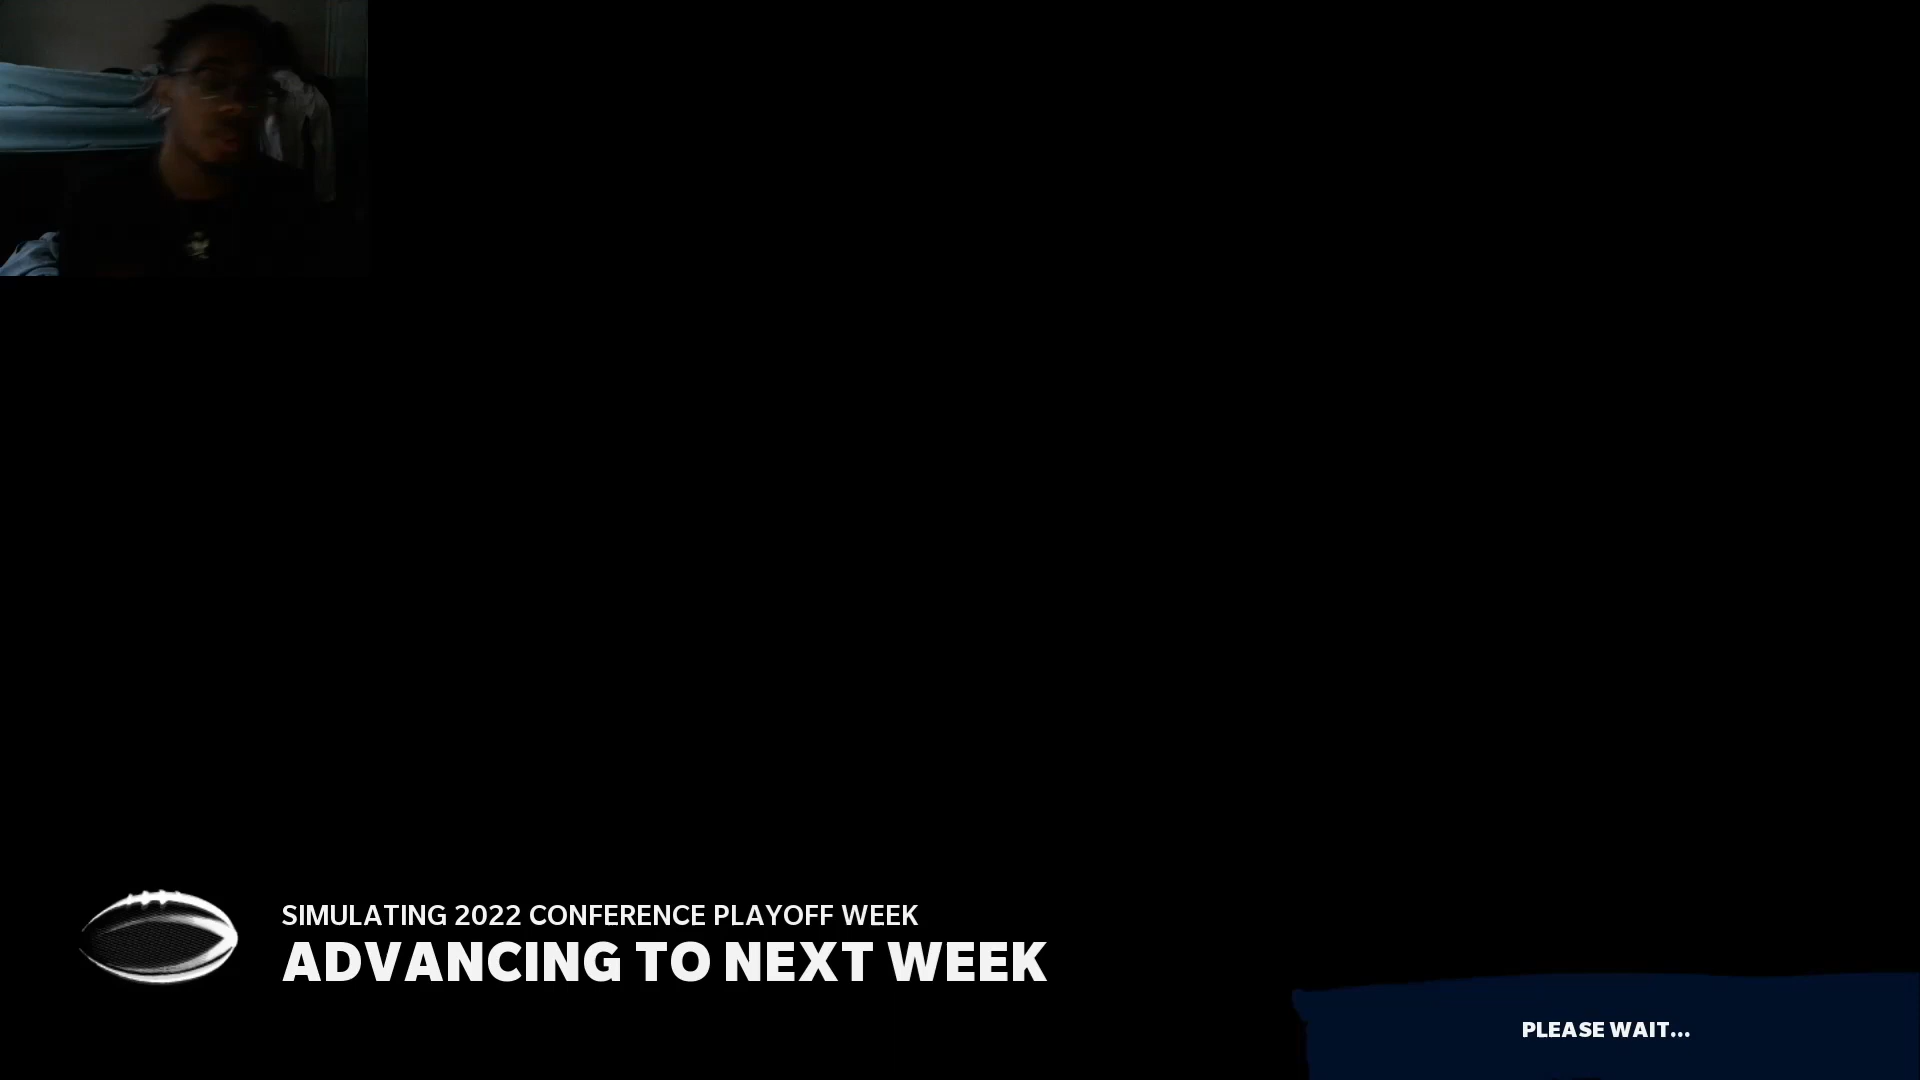 SIMULATING 2022 CONFERENCE PLAYOFF WEEK
ADVANCING TO NEXT WEEK
PLEASE WAIT...